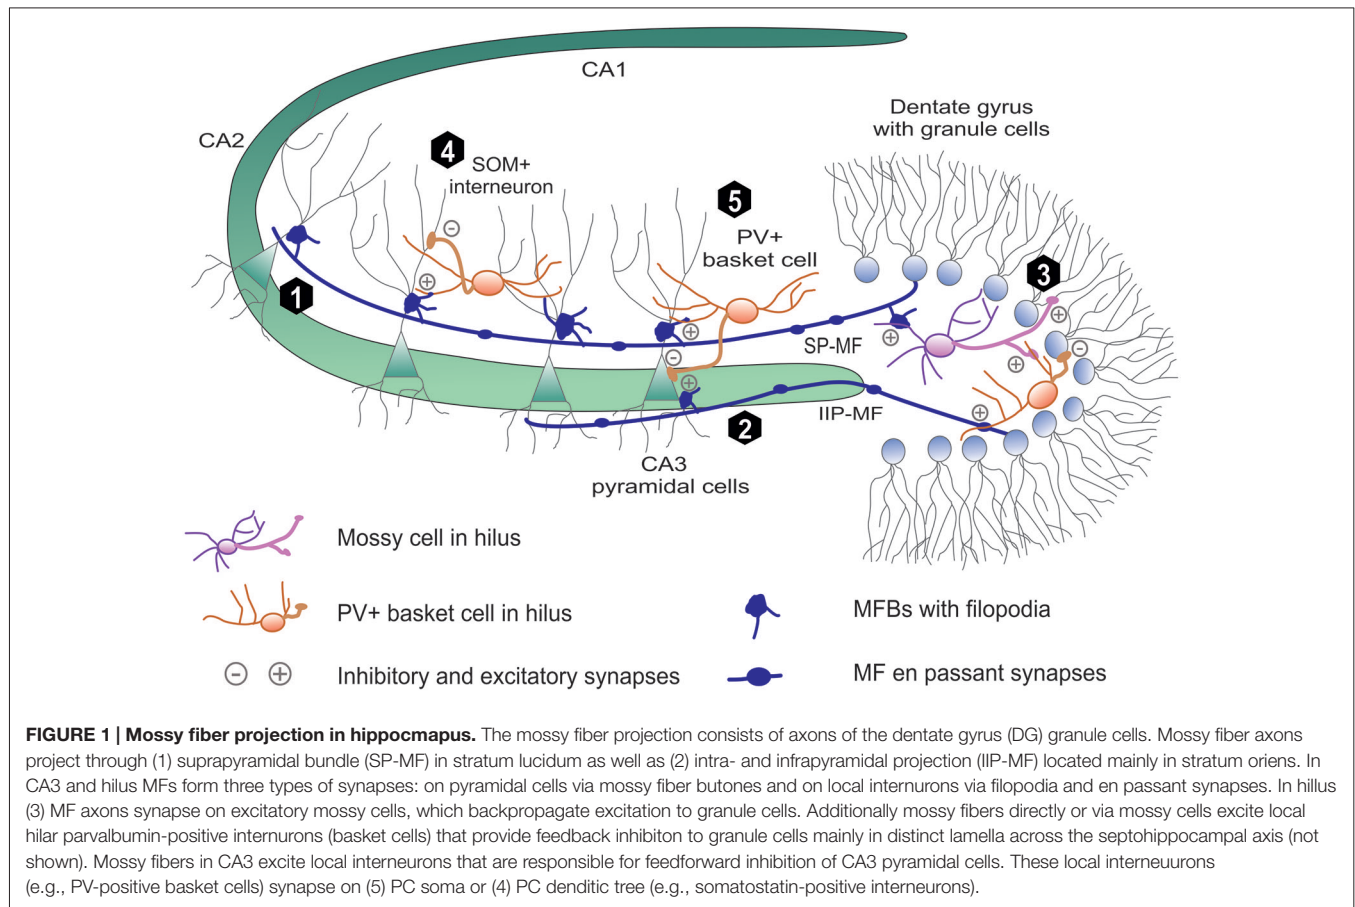 CA1
CA2
Dentate gyrus
with granule cells
4
SOM+
interneuron
5
PV+
basket cell
3
1
SP-MF
IIP-MF
2
CA3
pyramidal cells
Mossy cell in hilus
PV+ basket cell in hilus
MFBs with filopodia
Inhibitory and excitatory synapses
MF en passant synapses
FIGURE 1 | Mossy fiber projection in hippocmapus. The mossy fiber projection consists of axons of the dentate gyrus (DG) granule cells. Mossy fiber axons
project through (1) suprapyramidal bundle (SP-MF) in stratum lucidum as well as (2) intra- and infrapyramidal projection (IIP-MF) located mainly in stratum oriens. In
CA3 and hilus MFs form three types of synapses: on pyramidal cells via mossy fiber butones and on local internurons via filopodia and en passant synapses. In hilus
(3) MF axons synapse on excitatory mossy cells, which backpropagate excitation to granule cells. Additionally mossy fibers directly or via mossy cells excite local
hilar parvalbumin-positive internurons (basket cells) that provide feedback inhibiton to granule cells mainly in distinct lamella across the septohippocampal axis (not
shown). Mossy fibers in CA3 excite local interneurons that are responsible for feedforward inhibition of CA3 pyramidal cells. These local interneuurons
(e.g., PV-positive basket cells) synapse on (5) PC soma or (4) PC denditic tree (e.g., somatostatin-positive interneurons).